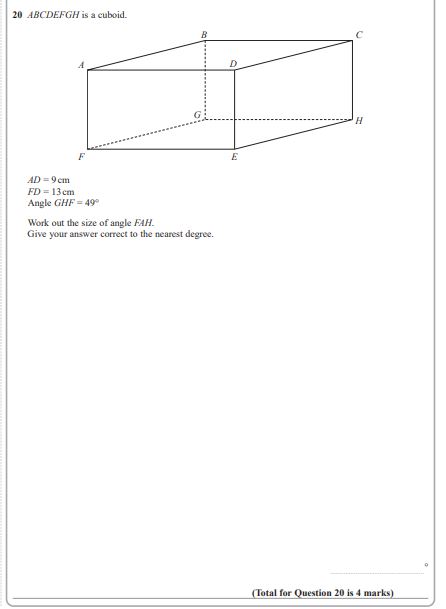 20 ABCDEFGH is a cuboid.
B
C
A
D
G
H
F
E
AD = 9 cm
FD = 13 cm
Angle GHF = 49°
Work out the size of angle FAH.
Give your answer correct to the nearest degree.
°
(Total for Question 20 is 4 marks)